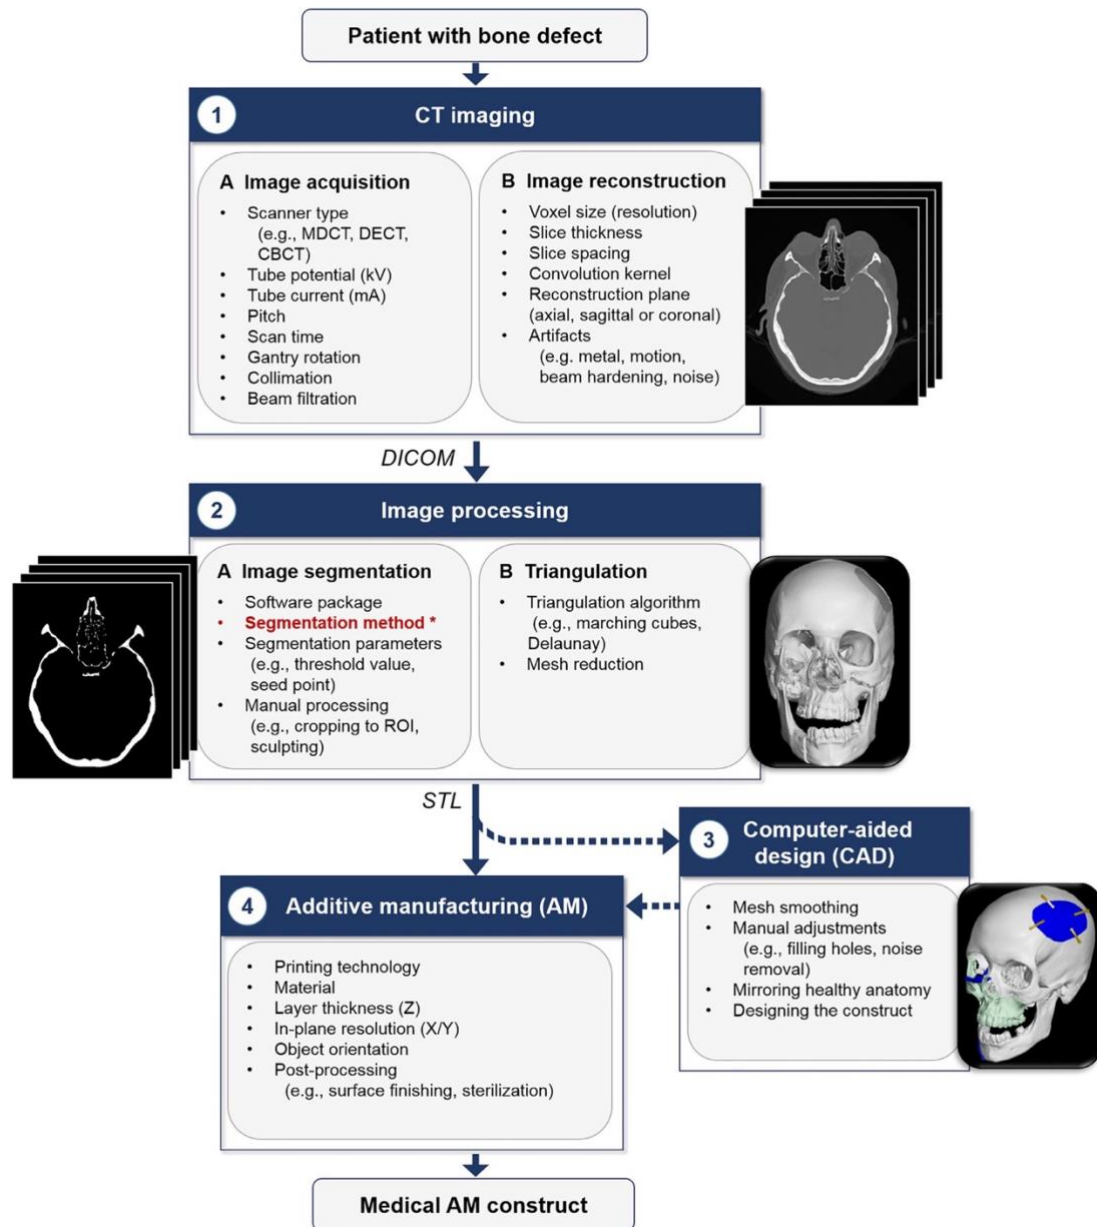 Patient with bone defect
1
CT imaging
A Image acquisition
• Scanner type
(e.g., MDCT, DECT,
CBCT)
• Tube potential (kV)
• Tube current (mA)
• Pitch
• Scan time
• Gantry rotation
• Collimation
• Beam filtration
B Image reconstruction
• Voxel size (resolution)
• Slice thickness
• Slice spacing
• Convolution kernel
• Reconstruction plane
(axial, sagittal or coronal)
• Artifacts
(e.g. metal, motion,
beam hardening, noise)
DICOM
2
Image processing
A Image segmentation
• Software package
• Segmentation method *
• Segmentation parameters
(e.g., threshold value,
seed point)
• Manual processing
(e.g., cropping to ROI,
sculpting)
B Triangulation
• Triangulation algorithm
(e.g., marching cubes,
Delaunay)
• Mesh reduction
STL
3
Computer-aided
design (CAD)
• Mesh smoothing
• Manual adjustments
(e.g., filling holes, noise
removal)
• Mirroring healthy anatomy
• Designing the construct
4
Additive manufacturing (AM)
• Printing technology
• Material
• Layer thickness (Z)
• In-plane resolution (X/Y)
• Object orientation
• Post-processing
(e.g., surface finishing, sterilization)
Medical AM construct